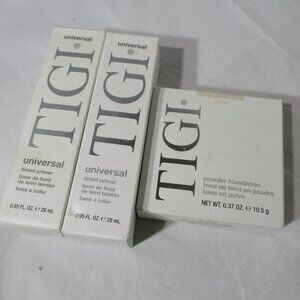 universal
TIGI
universal
tinted primer
base de fond
de teint teintée
base a color
0.95 FL. OZ. ℮ 28 mL
universal
TIGI
universal
tinted primer
base de fond
de teint teintée
base a color
0.95 FL. OZ. ℮ 28 mL
TIGI
powder foundation
fond de teint en poudre
base en polvo
NET WT. 0.37 OZ. ℮ 10.5 g